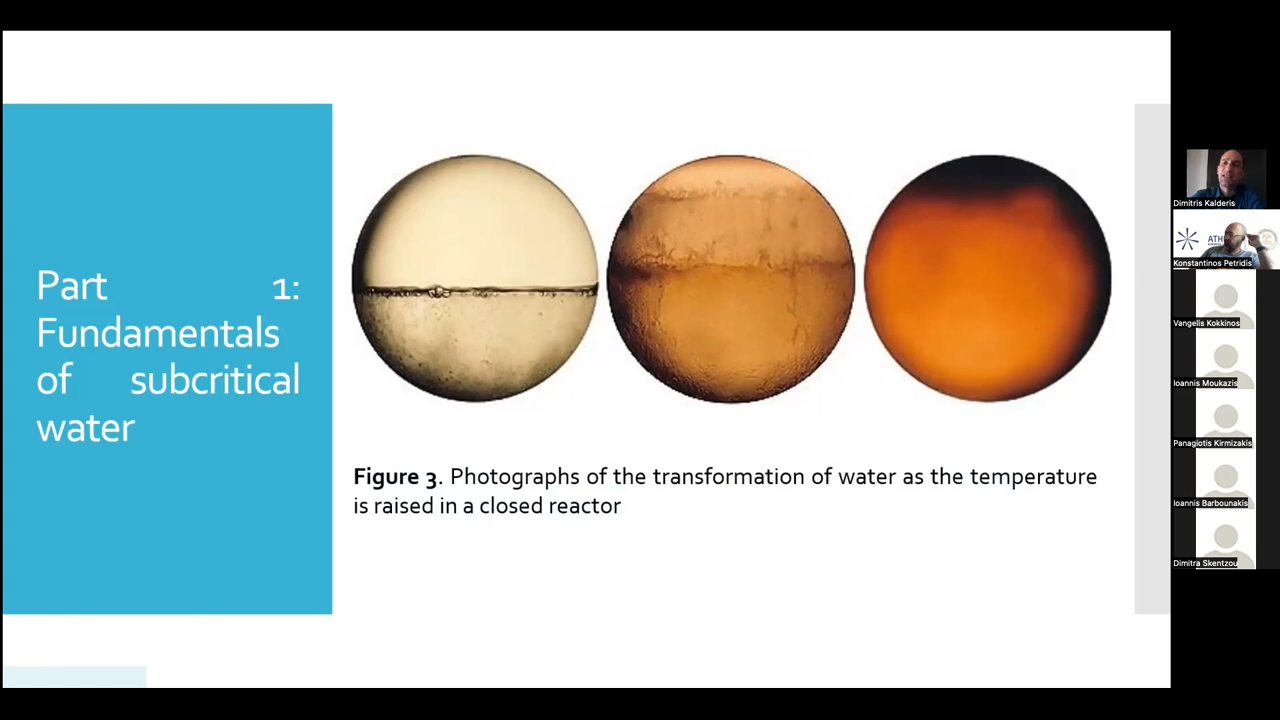 Part 1:
Fundamentals
of subcritical
water
Figure 3. Photographs of the transformation of water as the temperature
is raised in a closed reactor
Dimitris Kalderis
ATH
Konstantinos Petridis
Vangelis Kokkinos
Ioannis Moukazis
Panagiotis Kirmizakis
Ioannis Barbounakis
Dimitra Skentzou